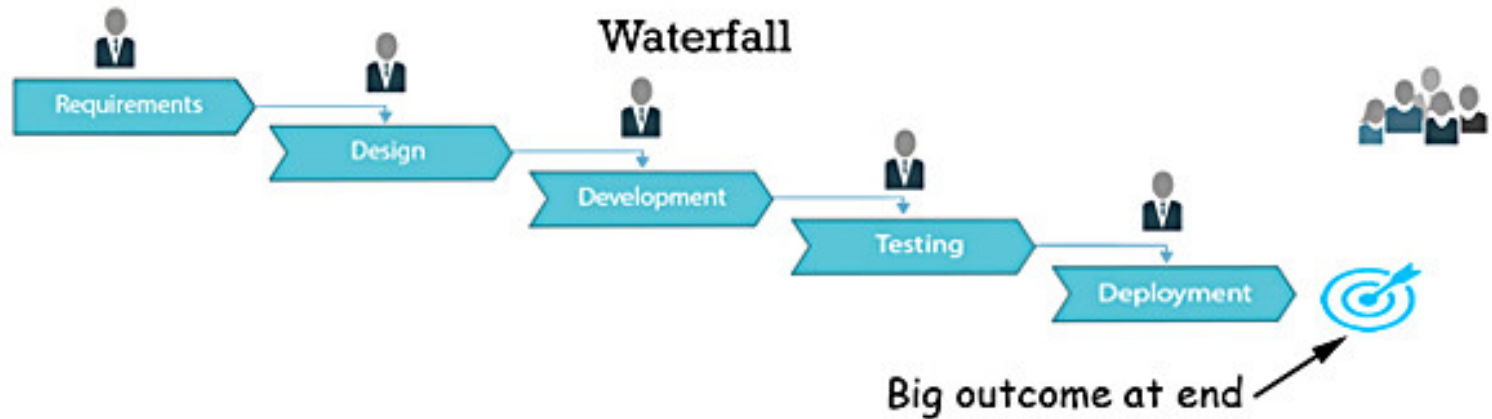 Waterfall
Requirements
Design
Development
Testing
Deployment
Big outcome at end